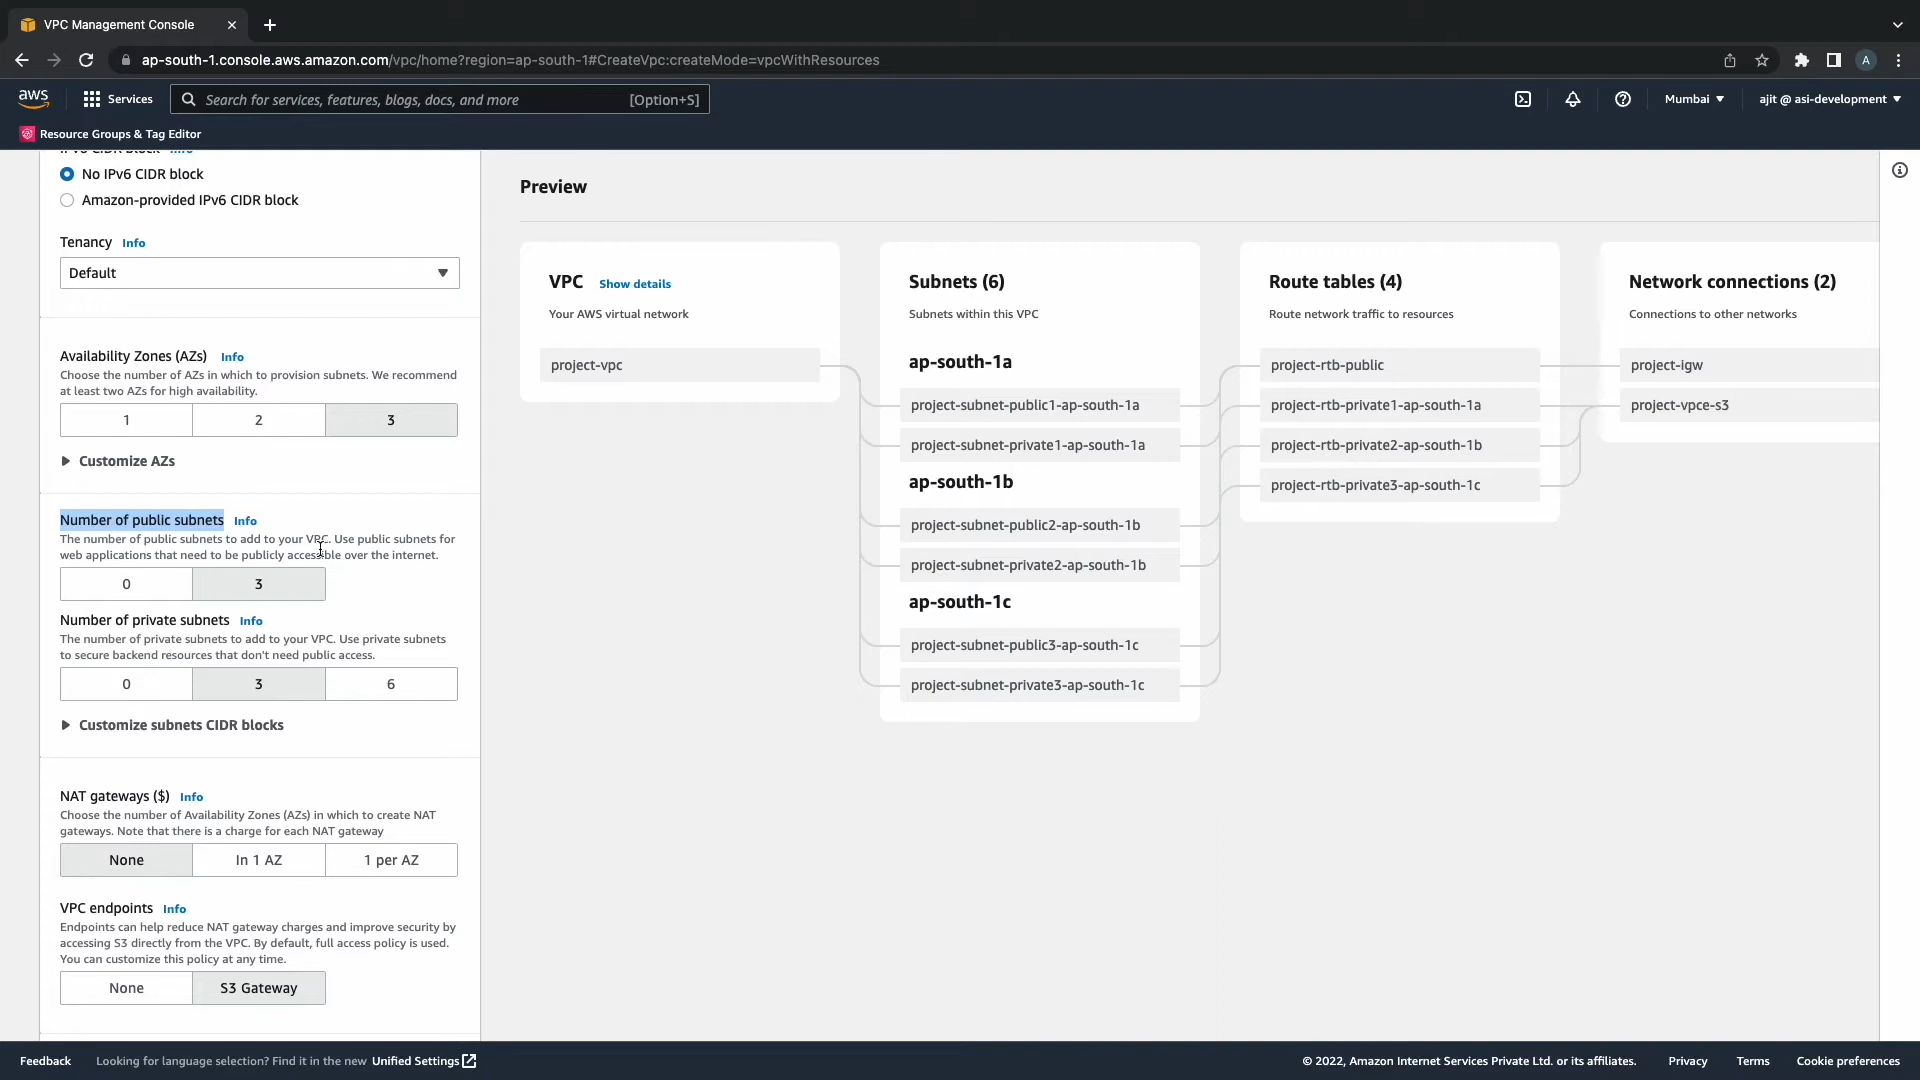 VPC Management Console
ap-south-1.console.aws.amazon.com/vpc/home?region=ap-south-1#CreateVpc:createMode=vpcWithResources
A
aws
Services
Search for services, features, blogs, docs, and more
[Option+S]
Mumbai
ajit @ asi-development
Resource Groups & Tag Editor
IPv6 CIDR block Info
No IPv6 CIDR block
Amazon-provided IPv6 CIDR block
Tenancy Info
Default
Availability Zones (AZs) Info
Choose the number of AZs in which to provision subnets. We recommend
at least two AZs for high availability.
1 2 3
Customize AZs
Number of public subnets Info
The number of public subnets to add to your VPC. Use public subnets for
web applications that need to be publicly accessible over the internet.
0 3
Number of private subnets Info
The number of private subnets to add to your VPC. Use private subnets
to secure backend resources that don't need public access.
0 3 6
Customize subnets CIDR blocks
NAT gateways ($) Info
Choose the number of Availability Zones (AZs) in which to create NAT
gateways. Note that there is a charge for each NAT gateway
None In 1 AZ 1 per AZ
VPC endpoints Info
Endpoints can help reduce NAT gateway charges and improve security by
accessing S3 directly from the VPC. By default, full access policy is used.
You can customize this policy at any time.
None S3 Gateway
Preview
VPC Show details
Your AWS virtual network
project-vpc
Subnets (6)
Subnets within this VPC
ap-south-1a
project-subnet-public1-ap-south-1a
project-subnet-private1-ap-south-1a
ap-south-1b
project-subnet-public2-ap-south-1b
project-subnet-private2-ap-south-1b
ap-south-1c
project-subnet-public3-ap-south-1c
project-subnet-private3-ap-south-1c
Route tables (4)
Route network traffic to resources
project-rtb-public
project-rtb-private1-ap-south-1a
project-rtb-private2-ap-south-1b
project-rtb-private3-ap-south-1c
Network connections (2)
Connections to other networks
project-igw
project-vpce-s3
Feedback
Looking for language selection? Find it in the new Unified Settings
© 2022, Amazon Internet Services Private Ltd. or its affiliates.
Privacy
Terms
Cookie preferences